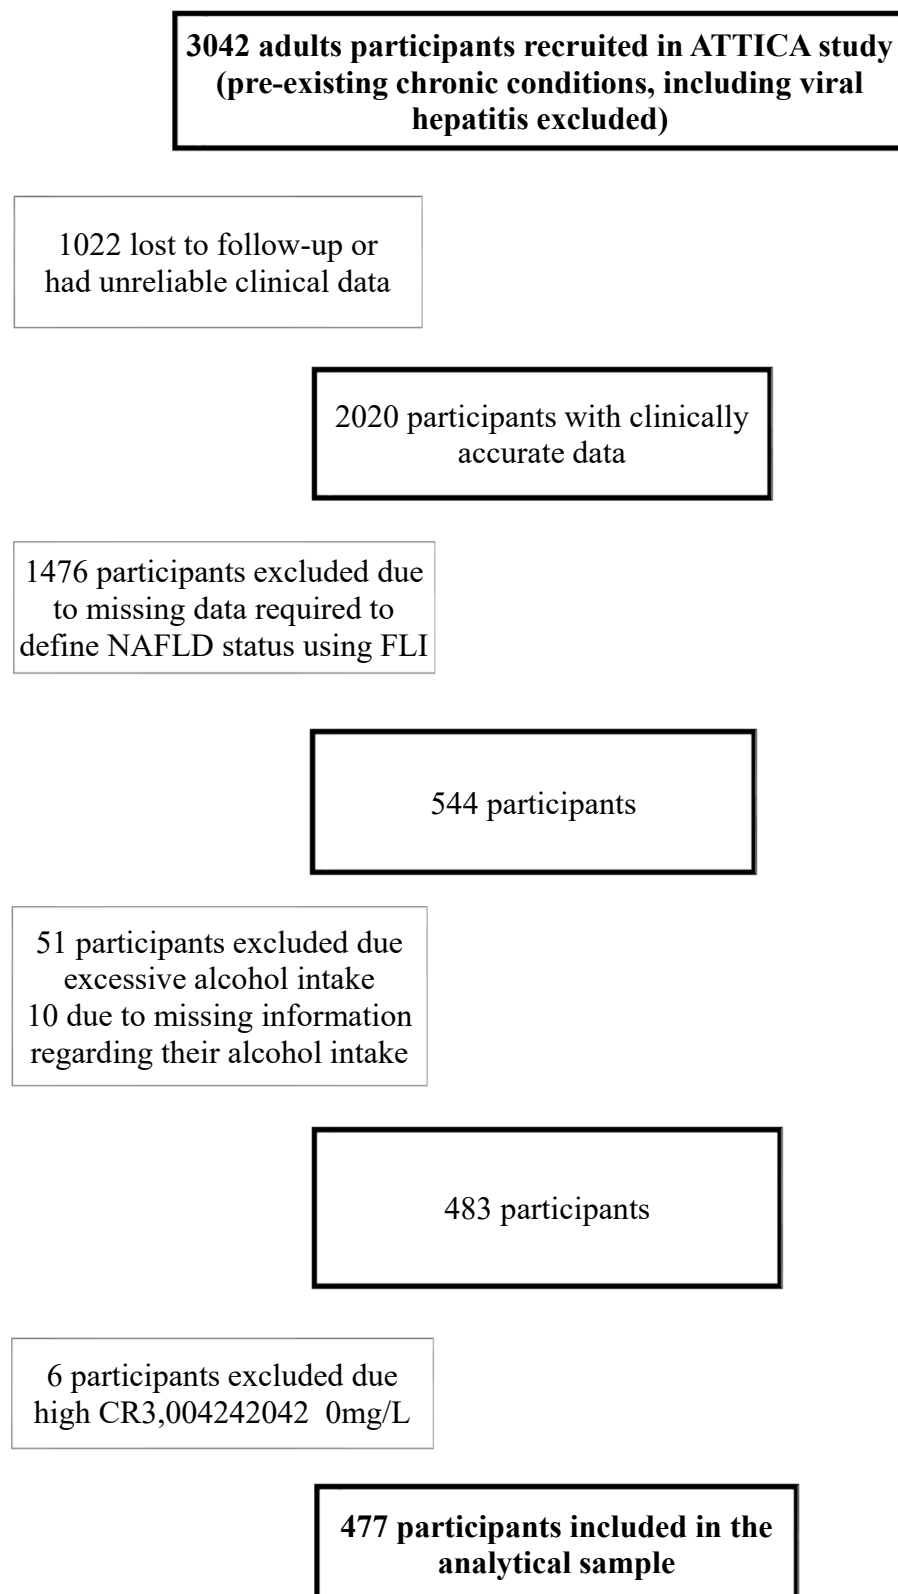 3042 adults participants recruited in ATTICA study
(pre-existing chronic conditions, including viral
hepatitis excluded)
1022 lost to follow-up or
had unreliable clinical data
2020 participants with clinically
accurate data
1476 participants excluded due
to missing data required to
define NAFLD status using FLI
544 participants
51 participants excluded due
excessive alcohol intake
10 due to missing information
regarding their alcohol intake
483 participants
6 participants excluded due
high CR3,004242042 0mg/L
477 participants included in the
analytical sample